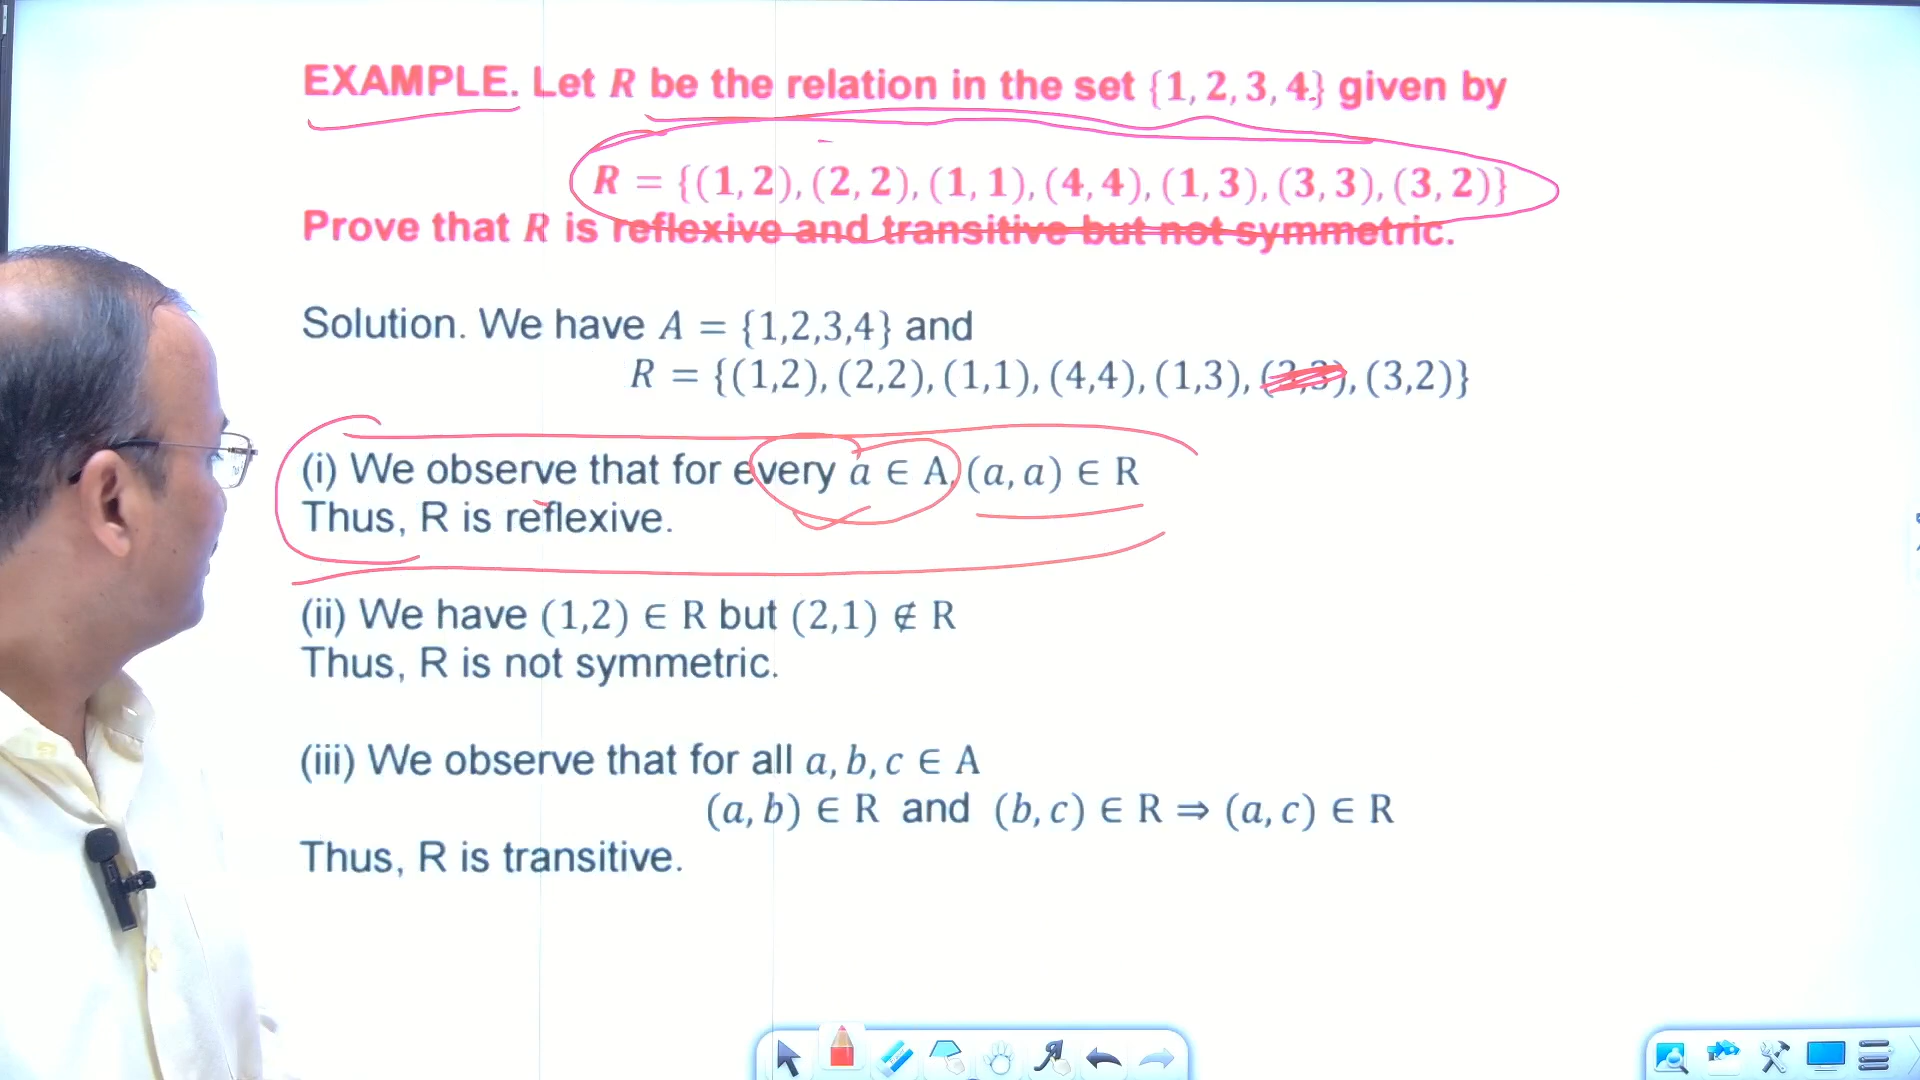 EXAMPLE. Let R be the relation in the set {1, 2, 3, 4} given by
R = {(1, 2), (2, 2), (1, 1), (4, 4), (1, 3), (3, 3), (3, 2)}
Prove that R is reflexive and transitive but not symmetric.
Solution. We have A = {1,2,3,4} and
R = {(1,2), (2,2), (1,1), (4,4), (1,3), (3,3), (3,2)}
(i) We observe that for every a ∈ A, (a, a) ∈ R
Thus, R is reflexive.
(ii) We have (1,2) ∈ R but (2,1) ∉ R
Thus, R is not symmetric.
(iii) We observe that for all a, b, c ∈ A
(a, b) ∈ R and (b, c) ∈ R ⇒ (a, c) ∈ R
Thus, R is transitive.